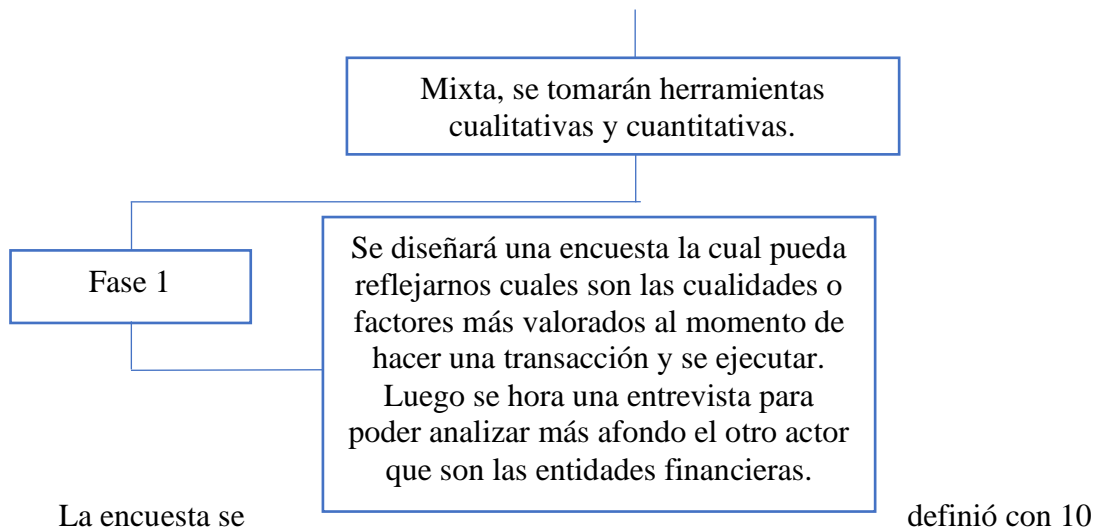 Mixta, se tomarán herramientas
cualitativas y cuantitativas.
Fase 1
Se diseñará una encuesta la cual pueda
reflejarnos cuales son las cualidades o
factores más valorados al momento de
hacer una transacción y se ejecutar.
Luego se hora una entrevista para
poder analizar más afondo el otro actor
que son las entidades financieras.
La encuesta se definió con 10